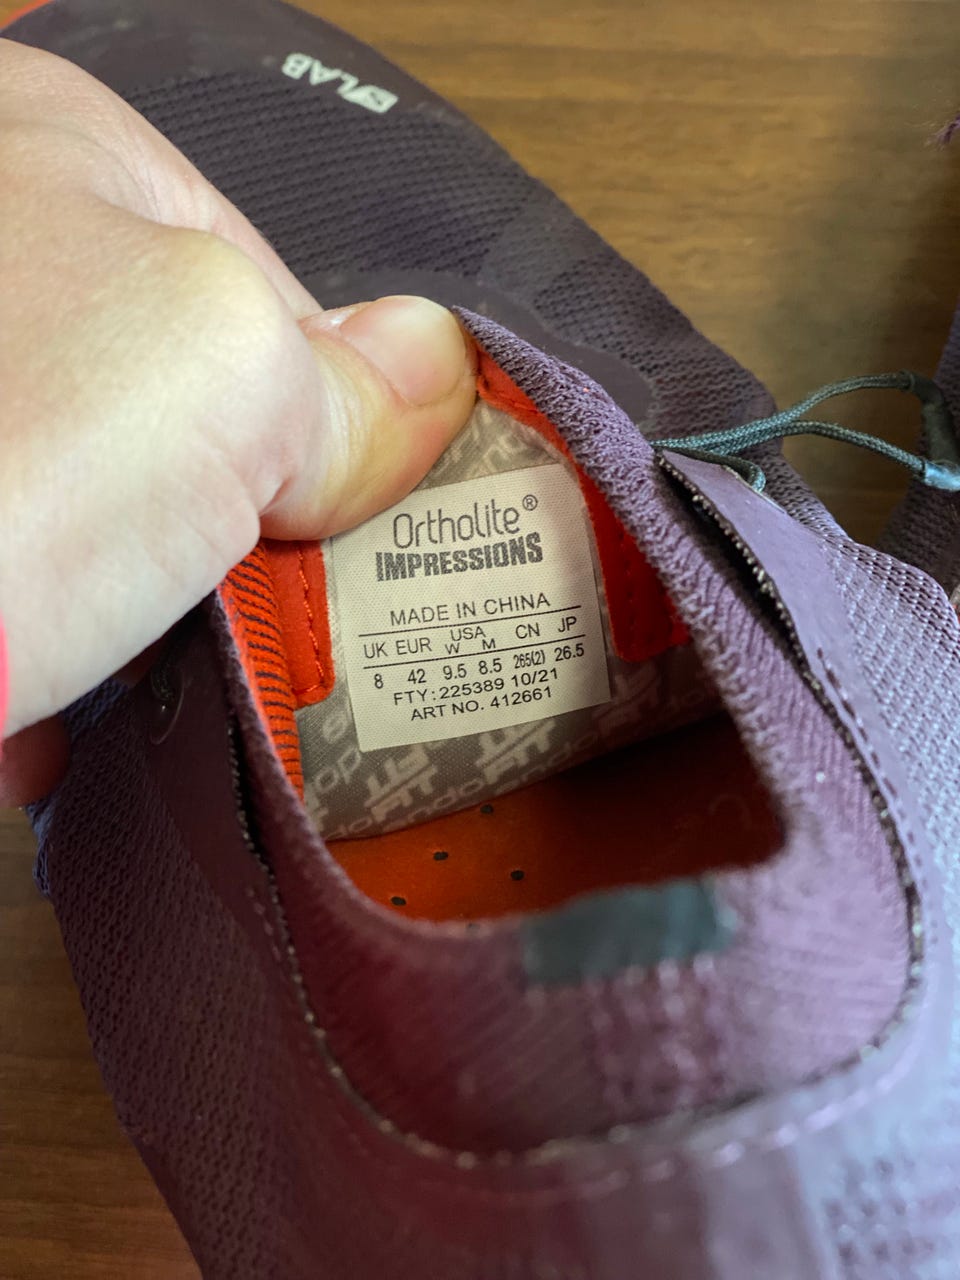 S/LAB
Ortholite®
IMPRESSIONS
MADE IN CHINA
UK EUR USA CN JP
W M
8 42 9.5 8.5 265(2) 26.5
FTY: 225389 10/21
ART NO. 412661